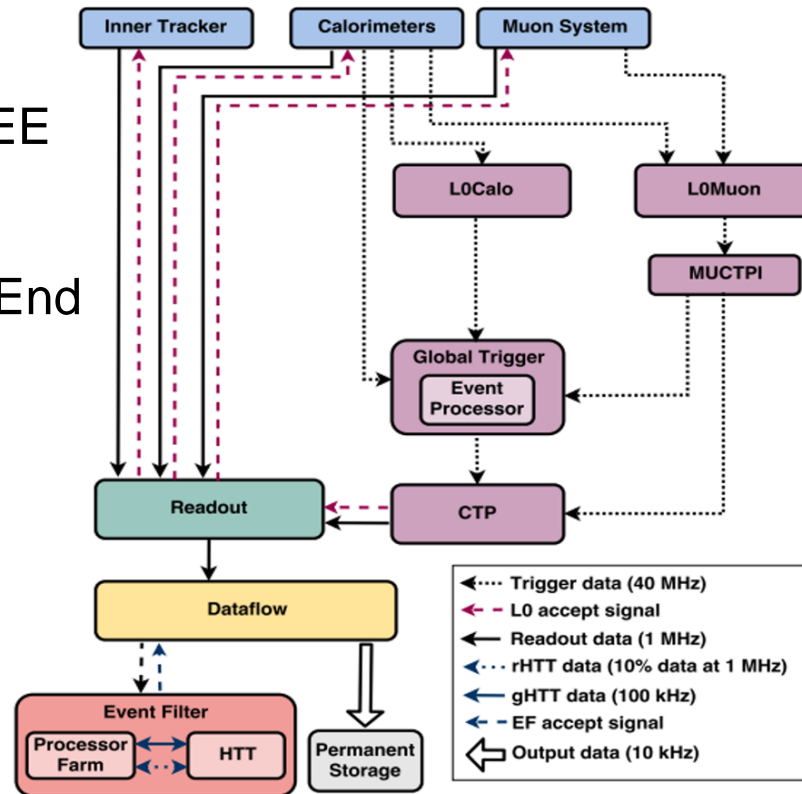 Inner Tracker
Calorimeters
Muon System
EE
L0Calo
L0Muon
MUCTPI
End
Global Trigger
Event
Processor
Readout
CTP
Dataflow
Trigger data (40 MHz)
L0 accept signal
Readout data (1 MHz)
rHTT data (10% data at 1 MHz)
gHTT data (100 kHz)
EF accept signal
Output data (10 kHz)
Event Filter
Processor
Farm
HTT
Permanent
Storage